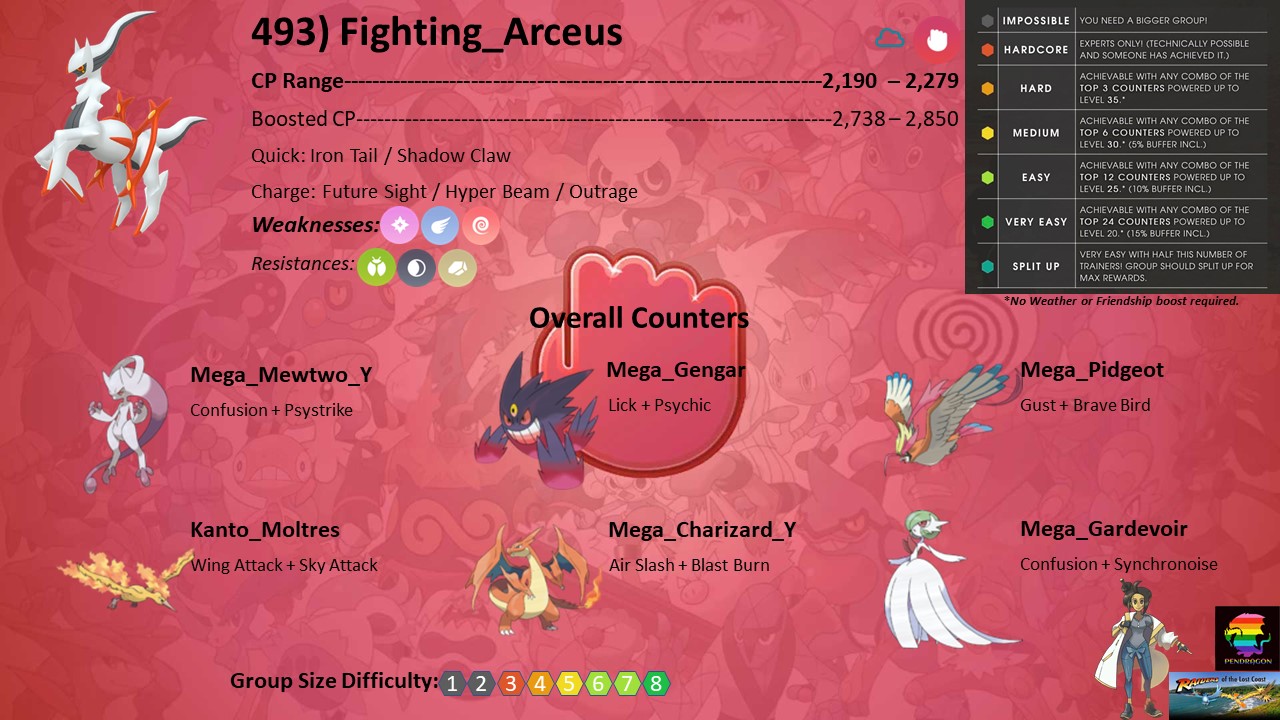 493) Fighting_Arceus
CP Range--------------------2,190 – 2,279
Boosted CP--------------------2,738 – 2,850
Quick: Iron Tail / Shadow Claw
Charge: Future Sight / Hyper Beam / Outrage
Weaknesses:
Resistances:
IMPOSSIBLE YOU NEED A BIGGER GROUP!
HARDCORE EXPERTS ONLY! (TECHNICALLY POSSIBLE
AND SOMEONE HAS ACHIEVED IT.)
HARD ACHIEVABLE WITH ANY COMBO OF THE
TOP 3 COUNTERS POWERED UP TO
LEVEL 35.*
MEDIUM ACHIEVABLE WITH ANY COMBO OF THE
TOP 6 COUNTERS POWERED UP TO
LEVEL 30.* (5% BUFFER INCL.)
EASY ACHIEVABLE WITH ANY COMBO OF THE
TOP 12 COUNTERS POWERED UP TO
LEVEL 25.* (10% BUFFER INCL.)
VERY EASY ACHIEVABLE WITH ANY COMBO OF THE
TOP 24 COUNTERS POWERED UP TO
LEVEL 20.* (15% BUFFER INCL.)
SPLIT UP VERY EASY WITH HALF THIS NUMBER OF
TRAINERS! GROUP SHOULD SPLIT UP FOR
MAX REWARDS.
*No Weather or Friendship boost required.
Overall Counters
Mega_Mewtwo_Y
Confusion + Psystrike
Mega_Gengar
Lick + Psychic
Mega_Pidgeot
Gust + Brave Bird
Kanto_Moltres
Wing Attack + Sky Attack
Mega_Charizard_Y
Air Slash + Blast Burn
Mega_Gardevoir
Confusion + Synchronoise
Group Size Difficulty: 1 2 3 4 5 6 7 8
PENDRAGON
RAIDERS of the Lost Coast